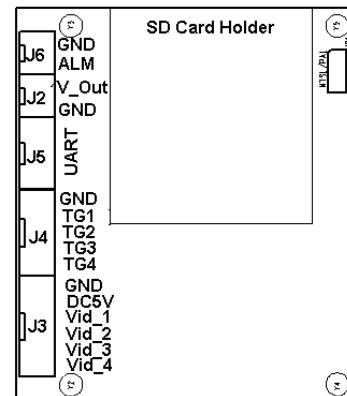 SD Card Holder
J6
GND
ALM
J2
V_Out
GND
J5
UART
J4
GND
TG1
TG2
TG3
TG4
J3
GND
DC5V
Vid_1
Vid_2
Vid_3
Vid_4